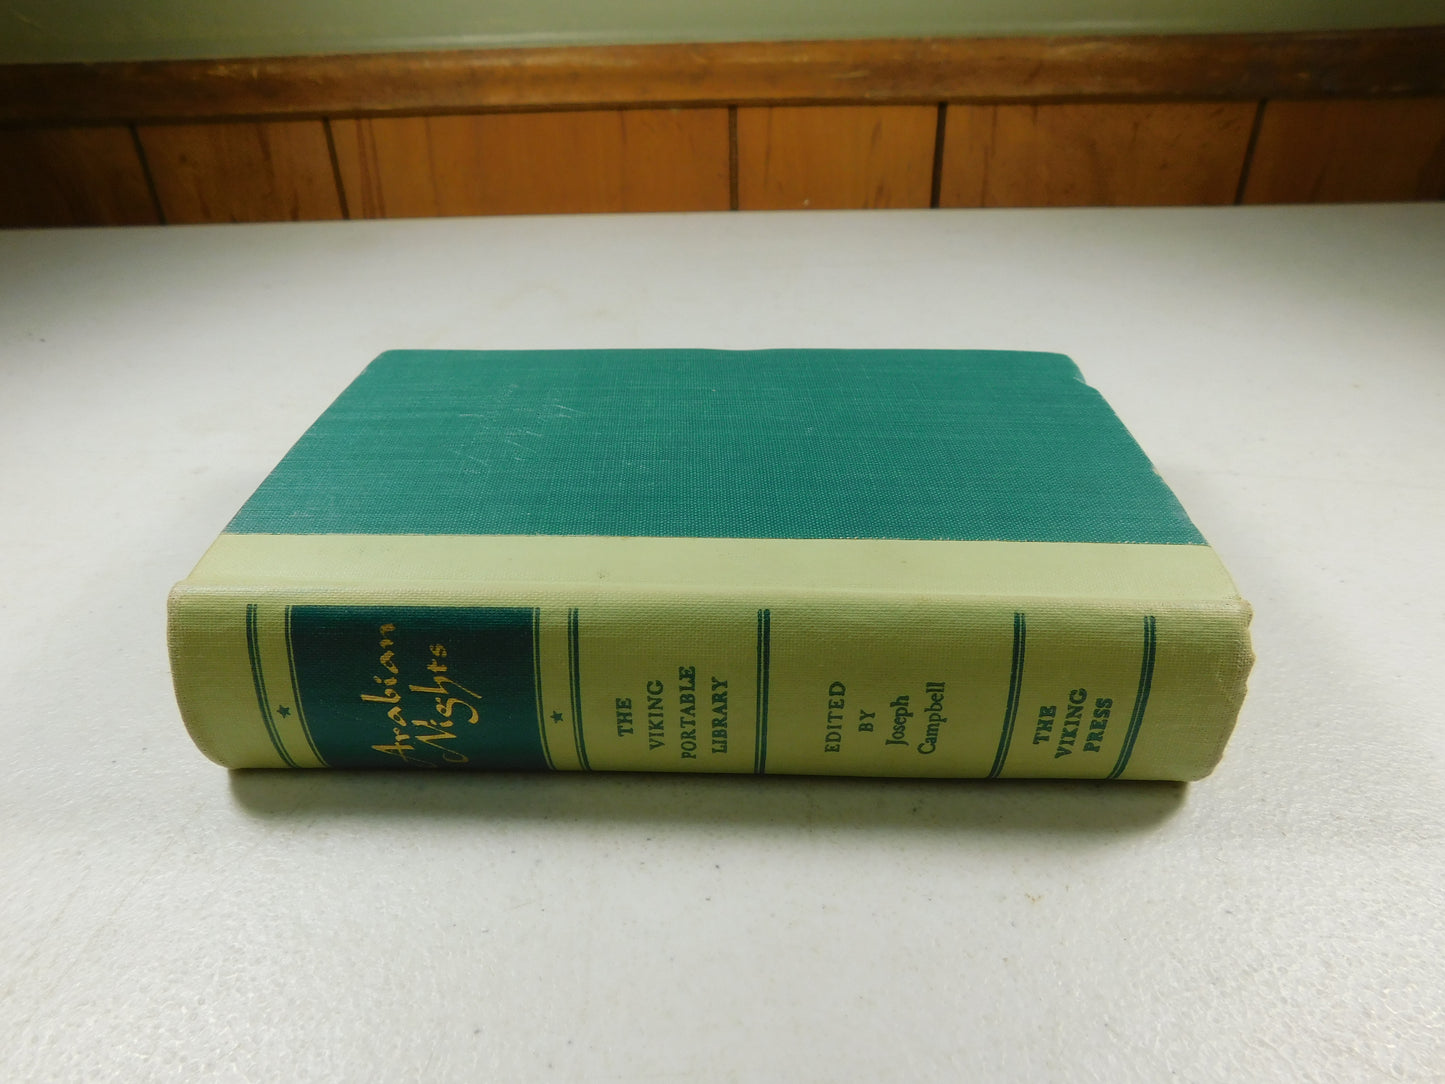 Arabian
Nights
THE
VIKING
PORTABLE
LIBRARY
EDITED
BY
Joseph
Campbell
THE
VIKING
PRESS